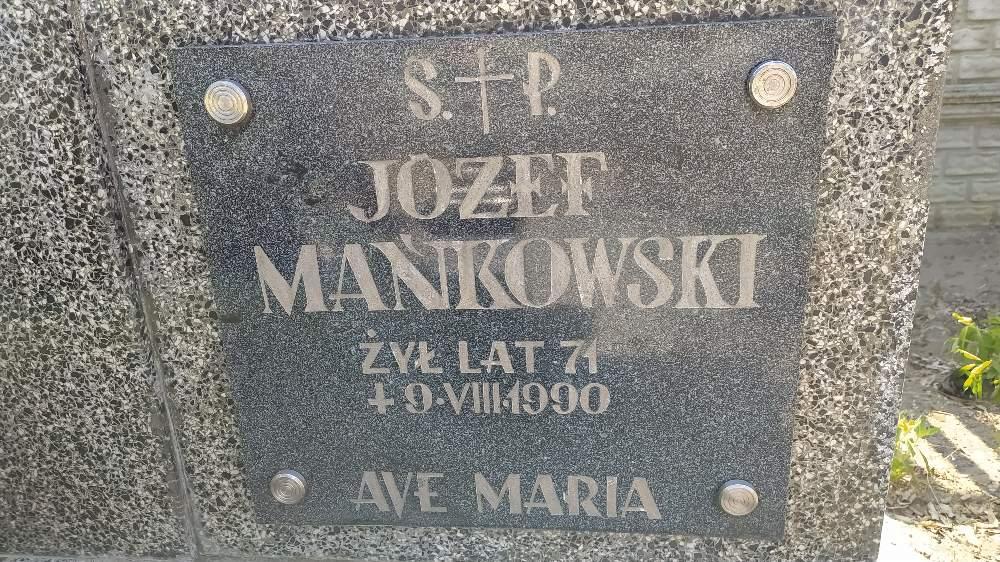 Ś. P.
JÓZEF
MAŃKOWSKI
ŻYŁ LAT 71
+ 9·VIII·1990
AVE MARIA